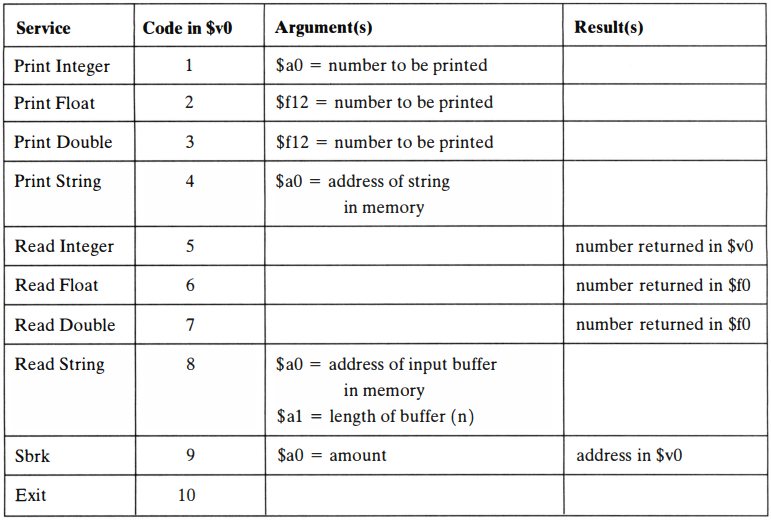 Service Code in $v0 Argument(s) Result(s)
Print Integer 1 $a0 = number to be printed
Print Float 2 $f12 = number to be printed
Print Double 3 $f12 = number to be printed
Print String 4 $a0 = address of string
in memory
Read Integer 5 number returned in $v0
Read Float 6 number returned in $f0
Read Double 7 number returned in $f0
Read String 8 $a0 = address of input buffer
in memory
$a1 = length of buffer (n)
Sbrk 9 $a0 = amount address in $v0
Exit 10